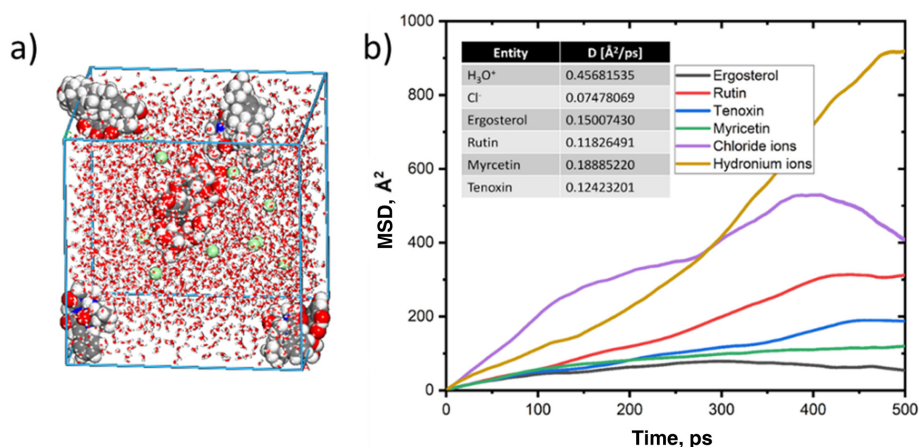 a)
b)
1000
800
600
400
200
0
MSD, Å²
Entity D [Å²/ps]
H₃O⁺ 0.45681535
Cl⁻ 0.07478069
Ergosterol 0.15007430
Rutin 0.11826491
Myrcetin 0.18885220
Tenoxin 0.12423201
Ergosterol
Rutin
Tenoxin
Myricetin
Chloride ions
Hydronium ions
0 100 200 300 400 500
Time, ps